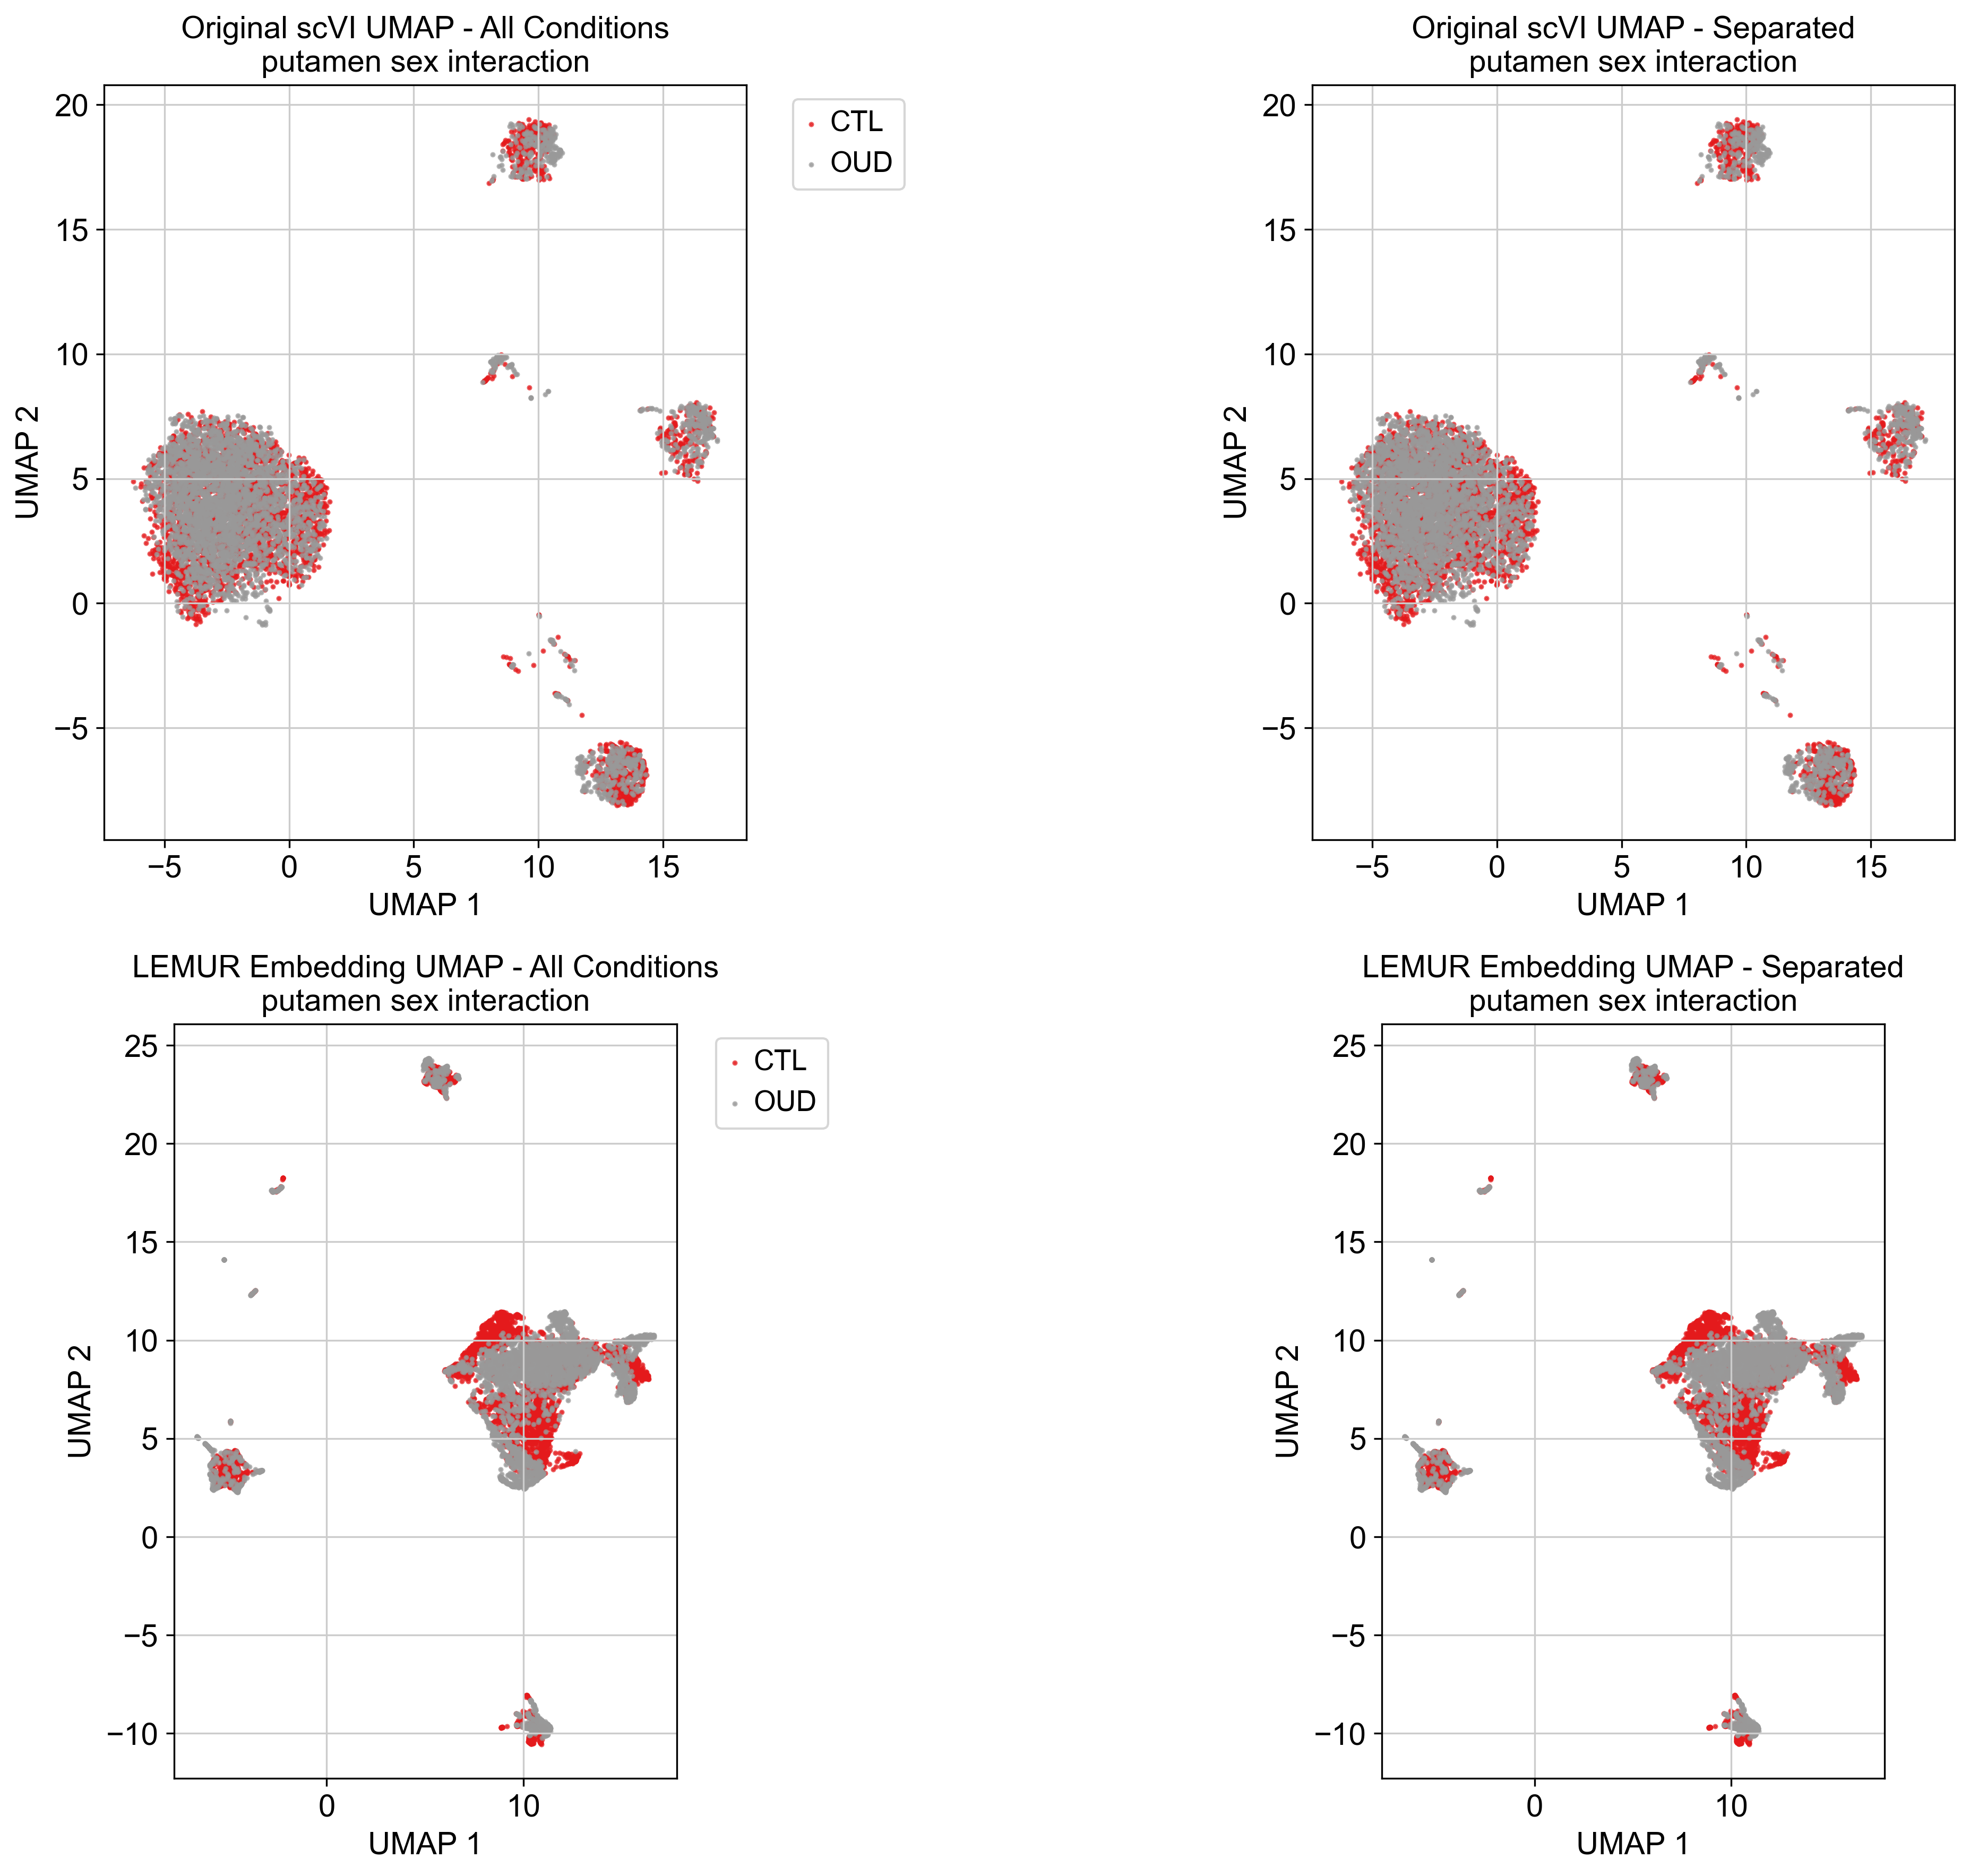 Original scVI UMAP - All Conditions
putamen sex interaction
20
15
10
5
0
−5
UMAP 2
−5 0 5 10 15
UMAP 1
CTL
OUD
Original scVI UMAP - Separated
putamen sex interaction
20
15
10
5
0
−5
UMAP 2
−5 0 5 10 15
UMAP 1
LEMUR Embedding UMAP - All Conditions
putamen sex interaction
25
20
15
10
5
0
−5
−10
UMAP 2
0 10
UMAP 1
CTL
OUD
LEMUR Embedding UMAP - Separated
putamen sex interaction
25
20
15
10
5
0
−5
−10
UMAP 2
0 10
UMAP 1